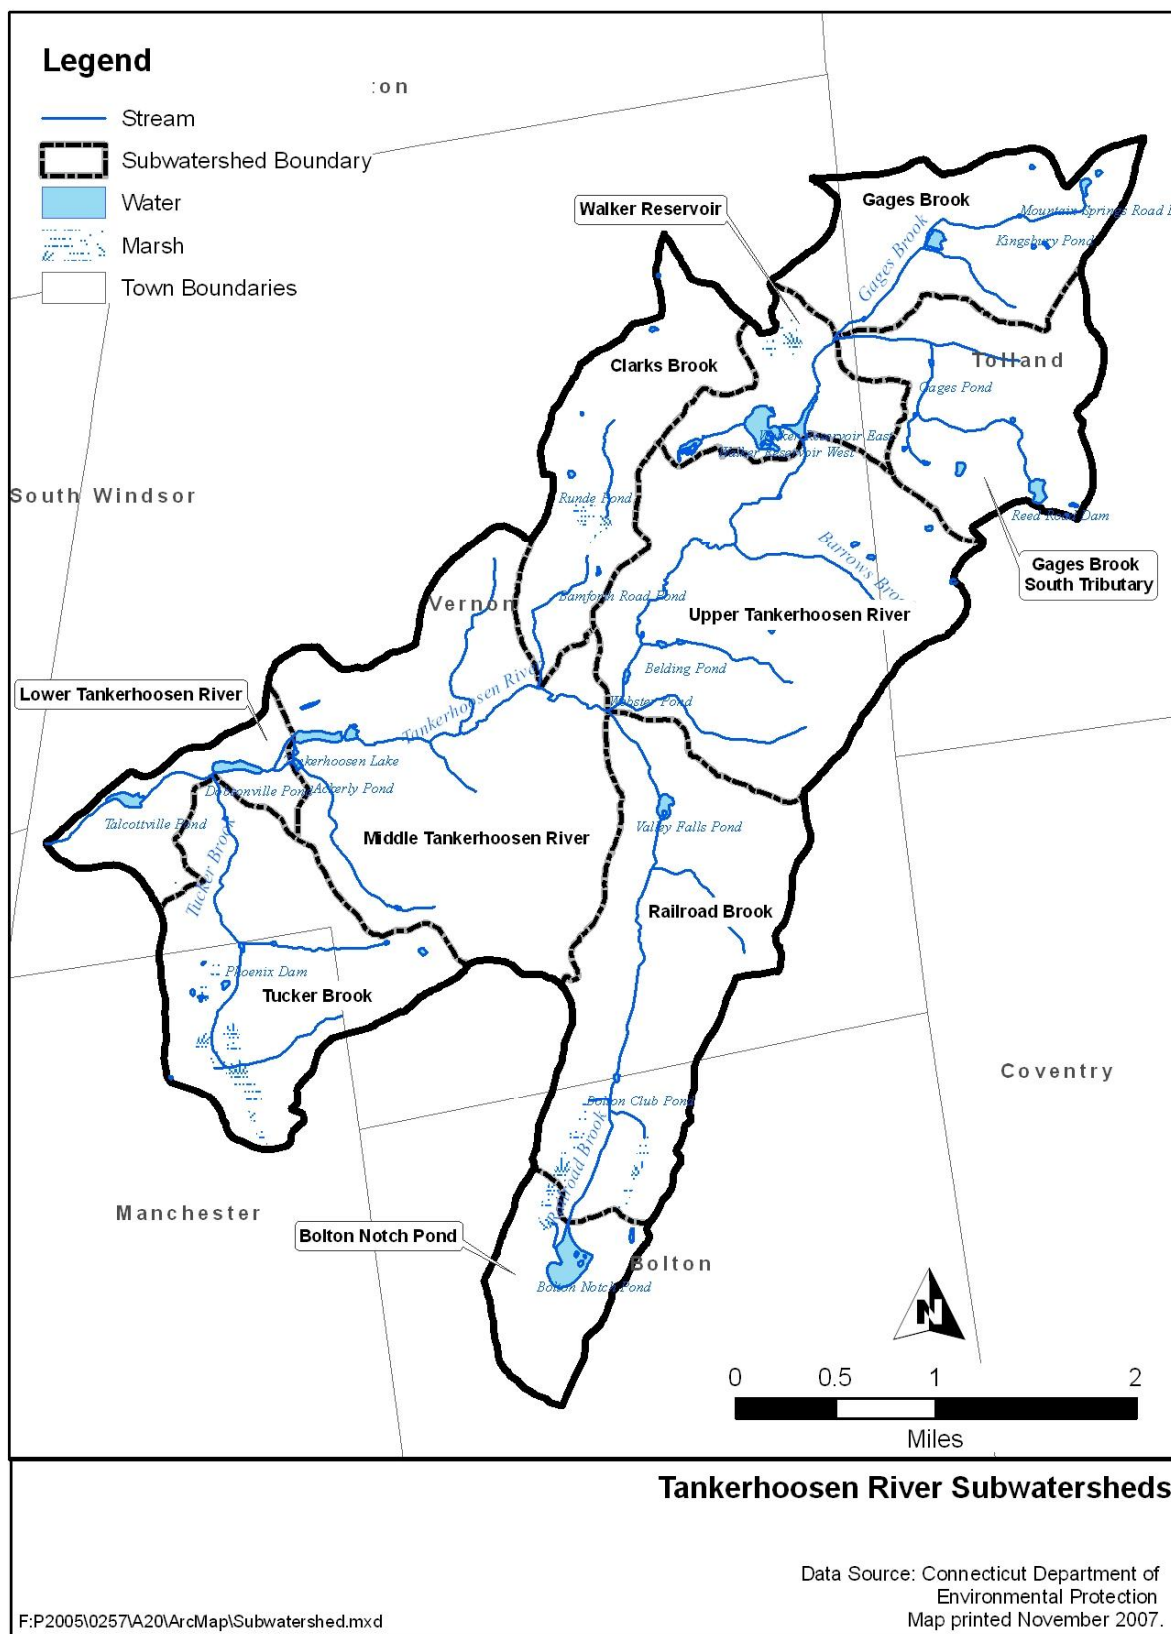 Legend
Stream
Subwatershed Boundary
Water
Marsh
Town Boundaries
:on
Gages Brook
Walker Reservoir
Mountain Springs Road
Kingsbury Pond
Gages Brook
Clarks Brook
Tolland
Gages Pond
Walker Reservoir East
Walker Reservoir West
South Windsor
Runde Pond
Reed Road Dam
Barrows Broo
Gages Brook
South Tributary
Vernon
Bamforth Road Pond
Upper Tankerhoosen River
Belding Pond
Lower Tankerhoosen River
Tankerhoosen River
Webster Pond
nkerhoosen Lake
Dobsonville Pond
Ackerly Pond
Talcottville Pond
Valley Falls Pond
Middle Tankerhoosen River
Tucker Brook
Railroad Brook
Phoenix Dam
Tucker Brook
Coventry
Bolton Club Pond
Railroad Brook
Manchester
Bolton Notch Pond
Bolton
Bolton Notch Pond
N
0 0.5 1 2
Miles
Tankerhoosen River Subwatersheds
Data Source: Connecticut Department of
Environmental Protection
Map printed November 2007.
F:P2005\0257\A20\ArcMap\Subwatershed.mxd